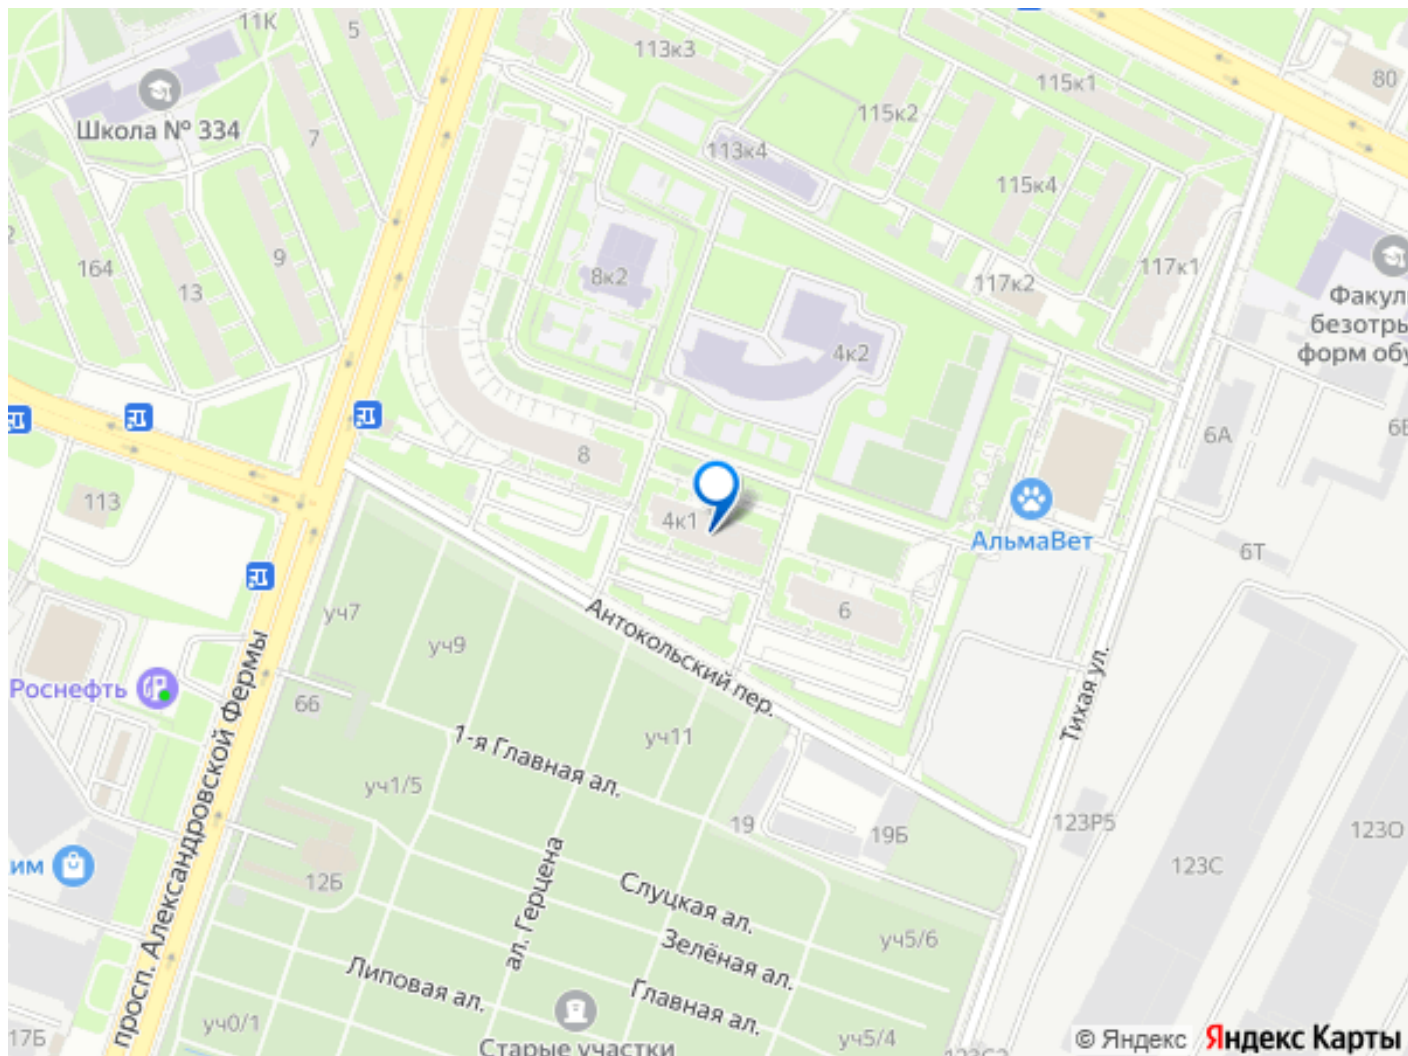 11К
5
113к3
115к1
80
Школа № 334
7
115к2
113к4
115к4
164
13
9
8к2
117к2
117к1
Факул
безотры
форм обу
4к2
6А
8
113
4к1
АльмаВет
6Т
уч7
уч9
6
Антокольский пер.
Роснефть
6б
уч11
1-я Главная ал.
уч1/5
Тихая ул.
просп. Александровской Фермы
19
19Б
123Р5
123О
123С
им
12Б
ал. Герцена
Слуцкая ал.
уч5/6
Зелёная ал.
Липовая ал.
Главная ал.
уч0/1
17Б
уч5/4
Старые участки
© Яндекс Яндекс Карты